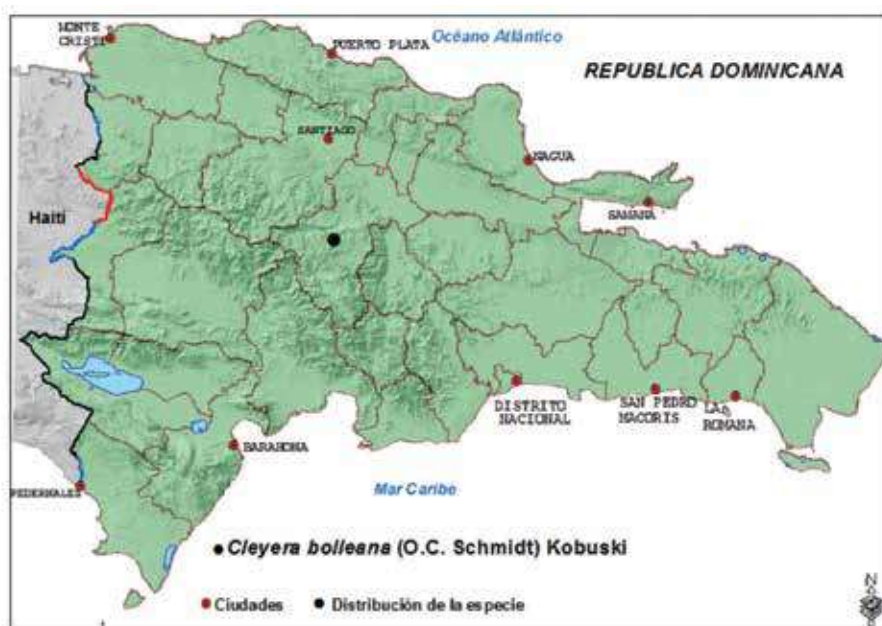 MONTE
CRISTI
PUERTO PLATA
Océano Atlántico
REPUBLICA DOMINICANA
SANTIAGO
NAGUA
SAMANA
Haití
DISTRITO
NACIONAL
SAN PEDRO
MACORIS
LA
ROMANA
BARAHONA
PEDERNALES
Mar Caribe
Cleyera bolleana (O.C. Schmidt) Kobuski
Ciudades
Distribución de la especie
N